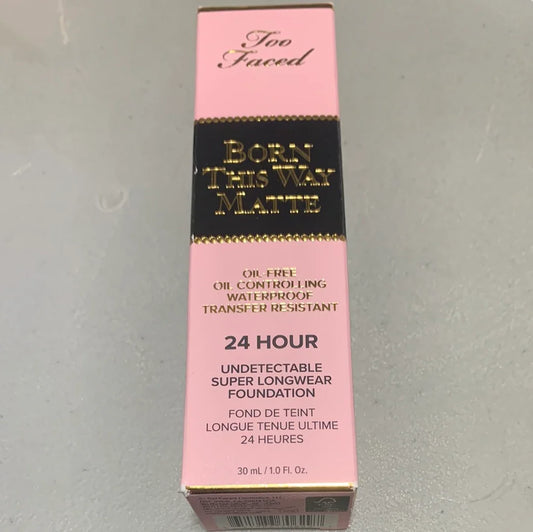 Too
Faced
BORN
THIS WAY
MATTE
OIL-FREE
OIL CONTROLLING
WATERPROOF
TRANSFER RESISTANT
24 HOUR
UNDETECTABLE
SUPER LONGWEAR
FOUNDATION
FOND DE TEINT
LONGUE TENUE ULTIME
24 HEURES
30 mL / 1.0 Fl. Oz.